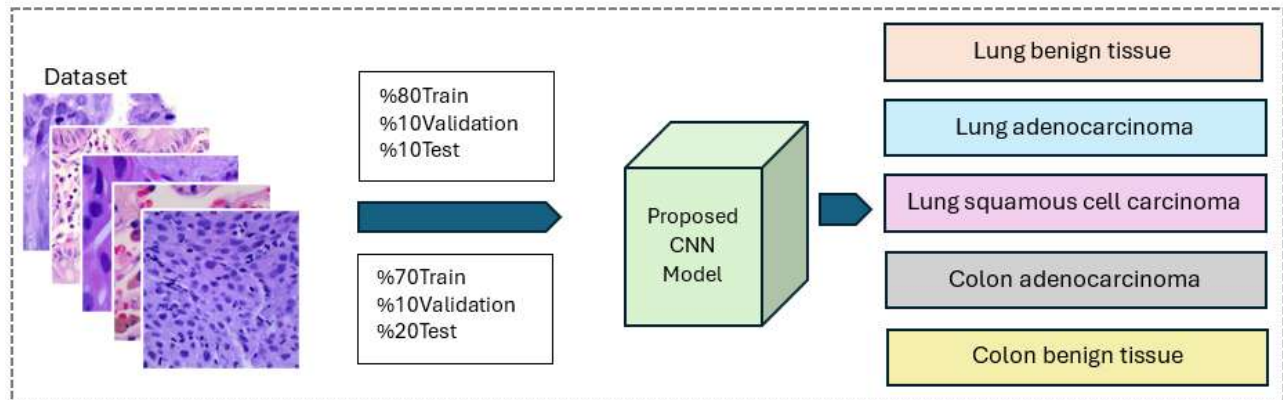 Dataset
%80Train
%10Validation
%10Test
%70Train
%10Validation
%20Test
Proposed
CNN
Model
Lung benign tissue
Lung adenocarcinoma
Lung squamous cell carcinoma
Colon adenocarcinoma
Colon benign tissue